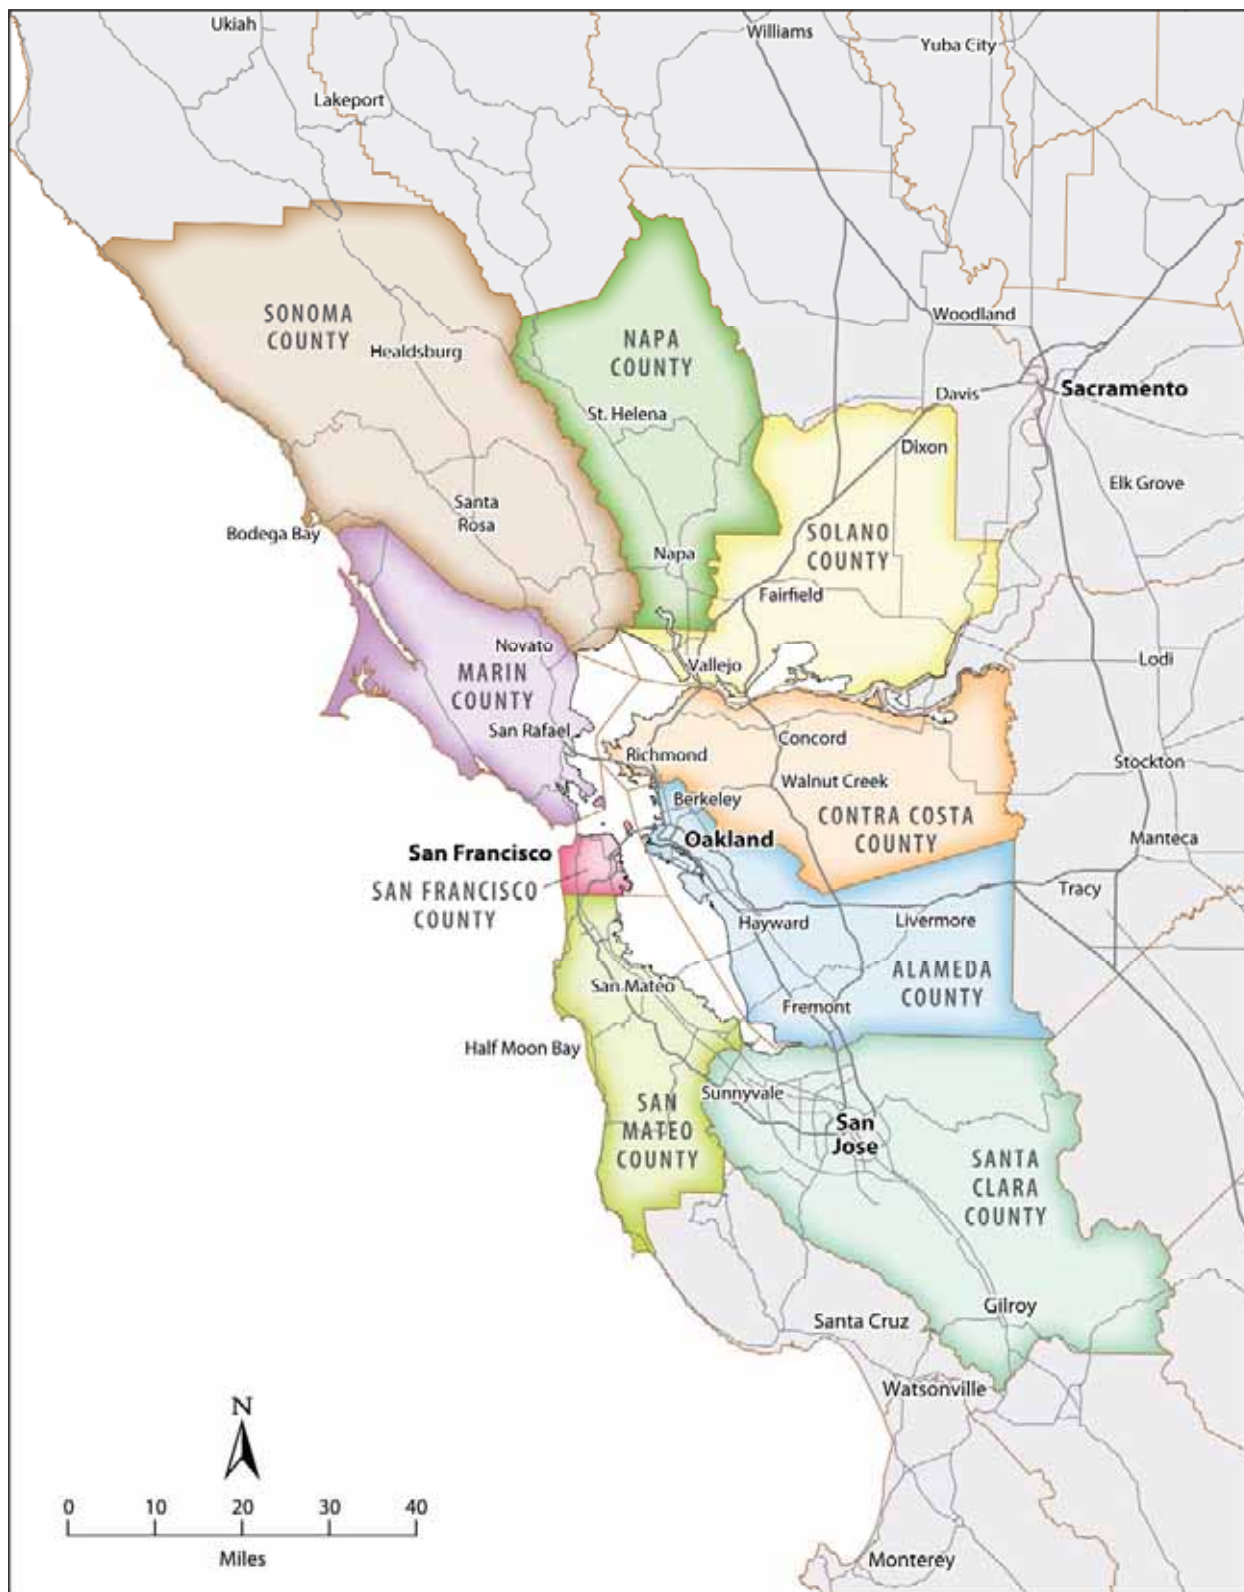 Ukiah
Williams
Yuba City
Lakeport
SONOMA
COUNTY
Healdsburg
NAPA
COUNTY
Woodland
St. Helena
Davis
Sacramento
Dixon
Elk Grove
Santa
Rosa
Bodega Bay
SOLANO
COUNTY
Napa
Fairfield
Novato
MARIN
COUNTY
Vallejo
Lodi
San Rafael
Richmond
Concord
Walnut Creek
Stockton
Berkeley
CONTRA COSTA
COUNTY
Oakland
Manteca
San Francisco
SAN FRANCISCO
COUNTY
Tracy
Hayward
Livermore
ALAMEDA
COUNTY
San Mateo
Fremont
Half Moon Bay
Sunnyvale
SAN
MATEO
COUNTY
San
Jose
SANTA
CLARA
COUNTY
Gilroy
Santa Cruz
Watsonville
Monterey
N
0 10 20 30 40
Miles